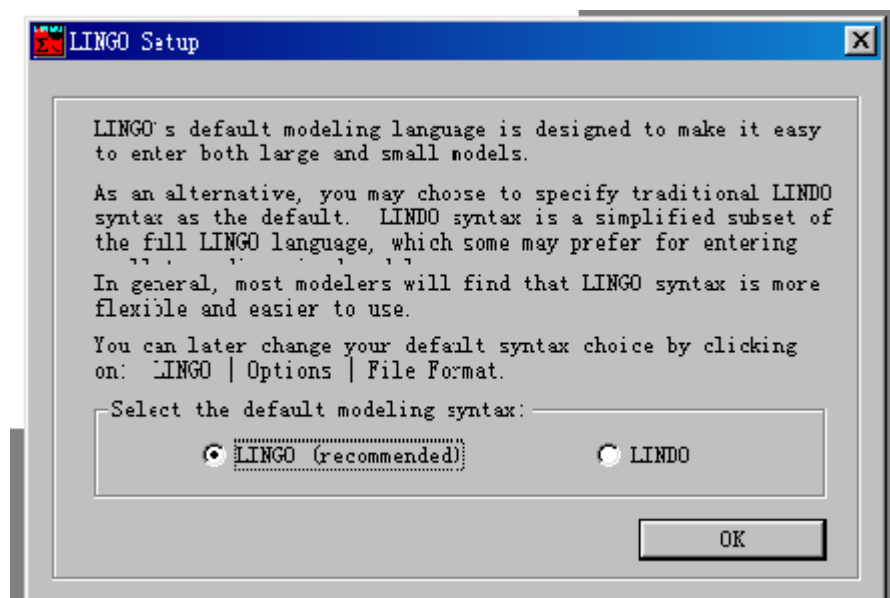 LINGO Setup
LINGO's default modeling language is designed to make it easy
to enter both large and small models.
As an alternative, you may choose to specify traditional LINDO
syntax as the default. LINDO syntax is a simplified subset of
the full LINGO language, which some may prefer for entering
In general, most modelers will find that LINGO syntax is more
flexible and easier to use.
You can later change your default syntax choice by clicking
on: LINGO | Options | File Format.
Select the default modeling syntax:
LINGO (recommended)
LINDO
OK